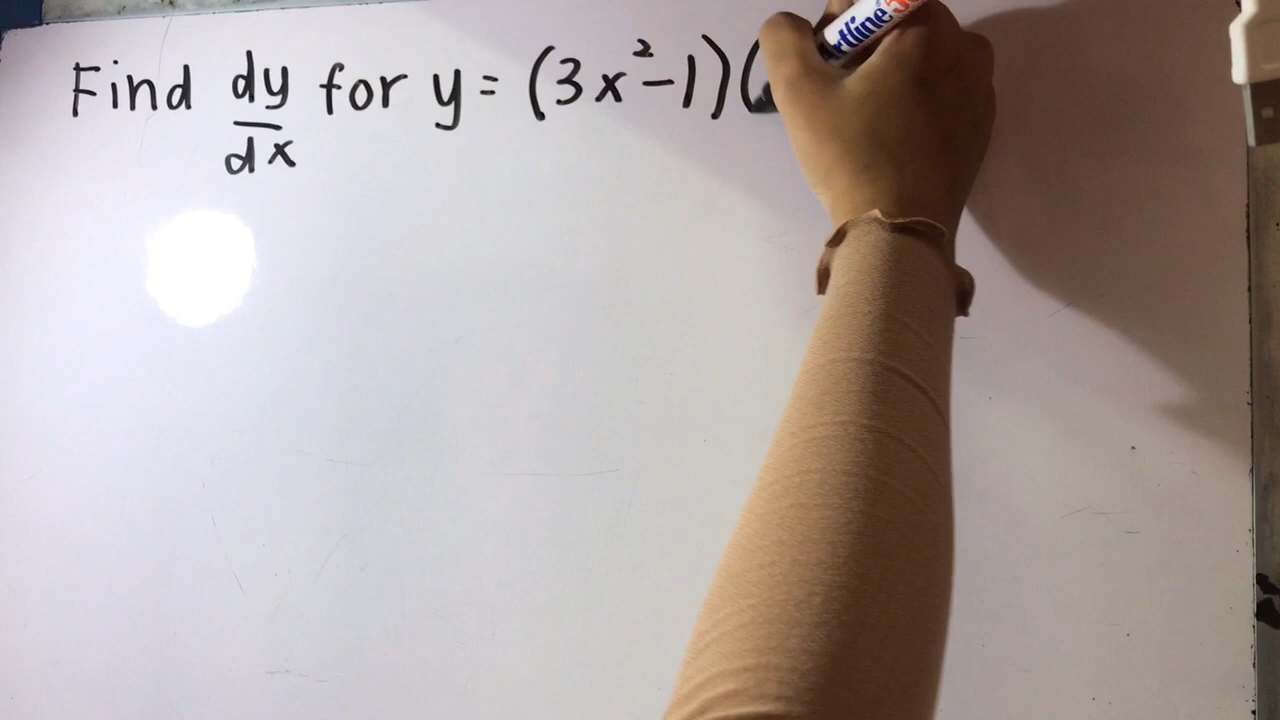 Find dy/dx for y = (3x²-1)(